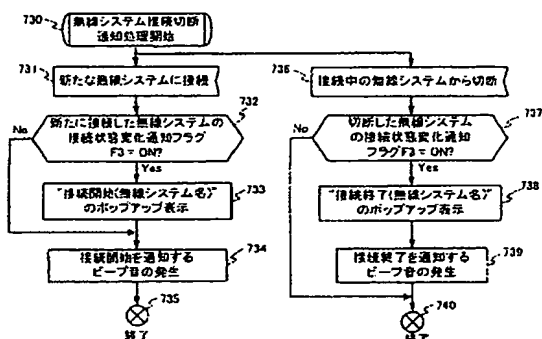 730
無線システム接続切断
通知処理開始
731
新たな無線システムに接続
732
新たに接続した無線システムの
接続状態変化通知フラグ
F3=ON?
No
Yes
733
"接続開始(無線システム名)"
のポップアップ表示
734
接続開始を通知する
ビープ音の発生
735
終了
736
接続中の無線システムから切断
737
切断した無線システム
の接続状態変化通知
フラグF3=ON?
No
Yes
738
"接続終了(無線システム名)"
のポップアップ表示
739
接続終了を通知する
ビープ音の発生
740
終了